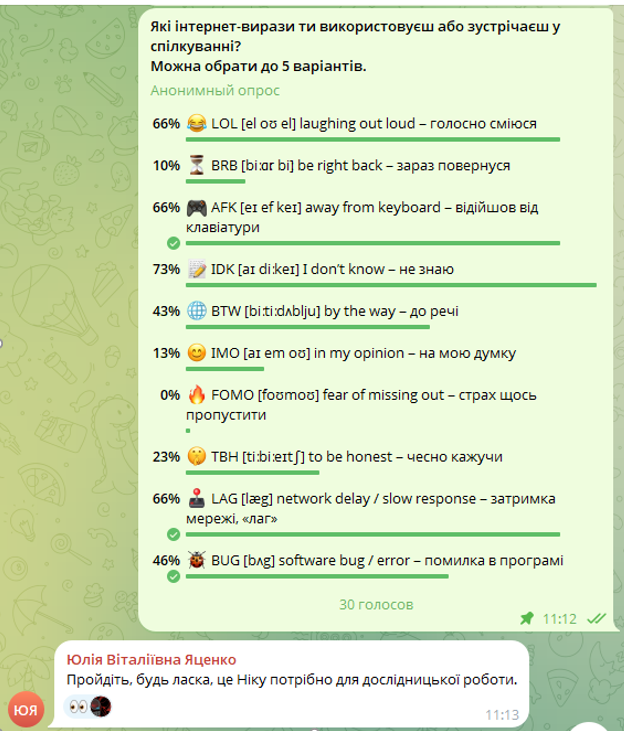 Які інтернет-вирази ти використовуєш або зустрічаєш у
спілкуванні?
Можна обрати до 5 варіантів.
Анонимный опрос
66% 😂 LOL [el oʊ el] laughing out loud – голосно сміюся
10% ⏳ BRB [biːɑr bi] be right back – зараз повернуся
66% 🎮 AFK [eɪ ef keɪ] away from keyboard – відійшов від
клавіатури
73% 📝 IDK [aɪ diːkeɪ] I don’t know – не знаю
43% 🌐 BTW [biːtiːdʌblju] by the way – до речі
13% 😊 IMO [aɪ em oʊ] in my opinion – на мою думку
0% 🔥 FOMO [foʊmoʊ] fear of missing out – страх щось
пропустити
23% 🤫 TBH [tiːbiːeɪtʃ] to be honest – чесно кажучи
66% 🕹️ LAG [læg] network delay / slow response – затримка
мережі, «лаг»
46% 🐞 BUG [bʌg] software bug / error – помилка в програмі
30 голосов
11:12
Юлія Віталіївна Яценко
Пройдіть, будь ласка, це Ніку потрібно для дослідницької роботи.
ЮЯ
👀
11:13